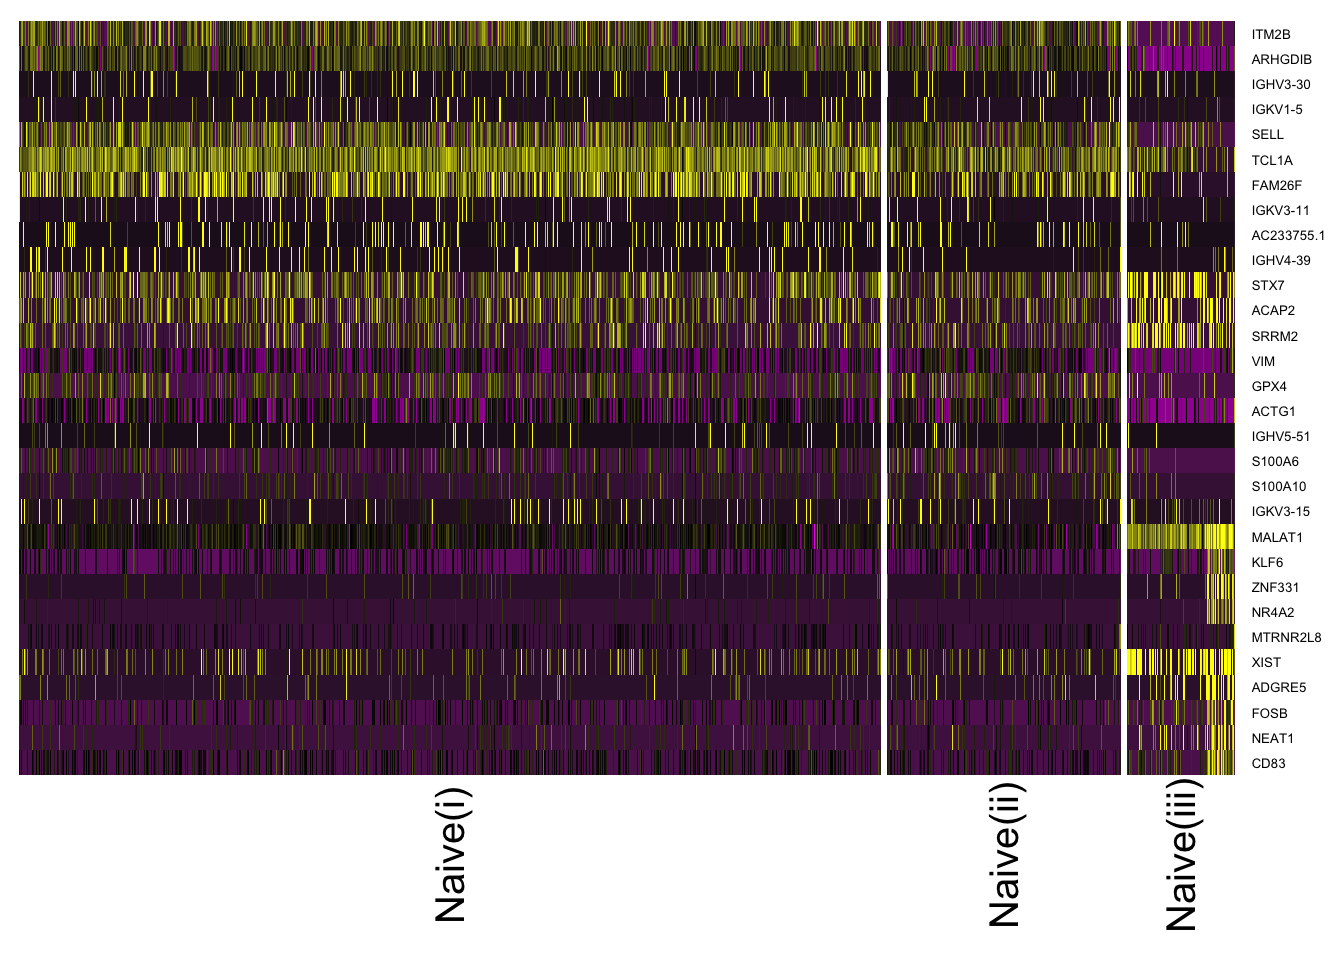 ITM2B
ARHGDIB
IGHV3-30
IGKV1-5
SELL
TCL1A
FAM26F
IGKV3-11
AC233755.1
IGHV4-39
STX7
ACAP2
SRRM2
VIM
GPX4
ACTG1
IGHV5-51
S100A6
S100A10
IGKV3-15
MALAT1
KLF6
ZNF331
NR4A2
MTRNR2L8
XIST
ADGRE5
FOSB
NEAT1
CD83
Naive(i)
Naive(ii)
Naive(iii)